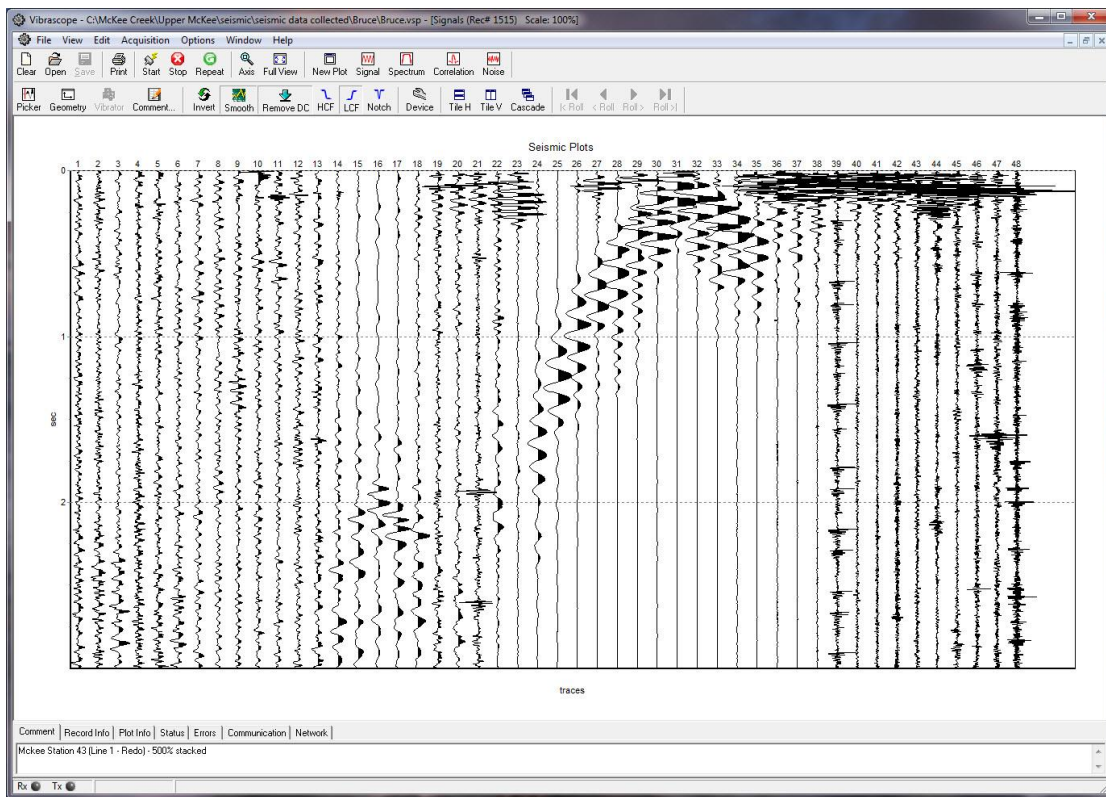 Vibrascope - C:\McKee Creek\Upper McKee\seismic\seismic data collected\Bruce\Bruce.vsp - [Signals (Rec# 1515) Scale: 100%]
File View Edit Acquisition Options Window Help
Clear Open Save Print Start Stop Repeat Axis Full View New Plot Signal Spectrum Correlation Noise
Picker Geometry Vibrator Comment... Invert Smooth Remove DC HCF LCF Notch Device Tile H Tile V Cascade |< Roll < Roll Roll > Roll >|
Seismic Plots
1 2 3 4 5 6 7 8 9 10 11 12 13 14 15 16 17 18 19 20 21 22 23 24 25 26 27 28 29 30 31 32 33 34 35 36 37 38 39 40 41 42 43 44 45 46 47 48
0
1
sec
2
traces
Comment Record Info Plot Info Status Errors Communication Network
Mckee Station 43 (Line 1 - Redo) - 500% stacked
Rx Tx